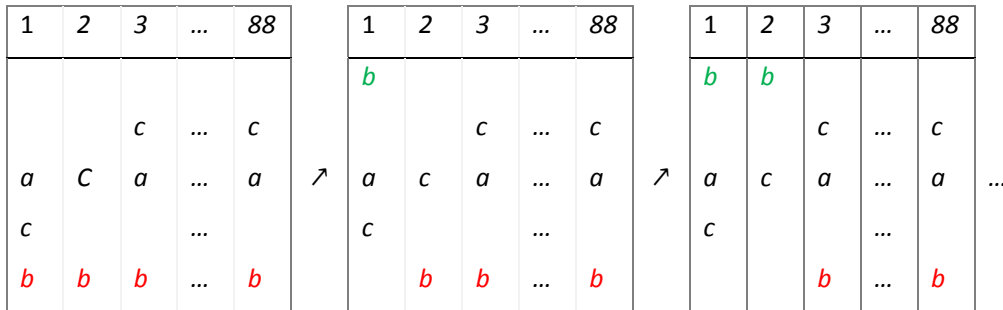 1 2 3 ... 88 1 2 3 ... 88 1 2 3 ... 88
b b b
c ... c c ... c c ... c
a C a ... a ↗ a c a ... a ↗ a c a ... a ...
c ... c ... c ...
b b b ... b b b ... b b ... b